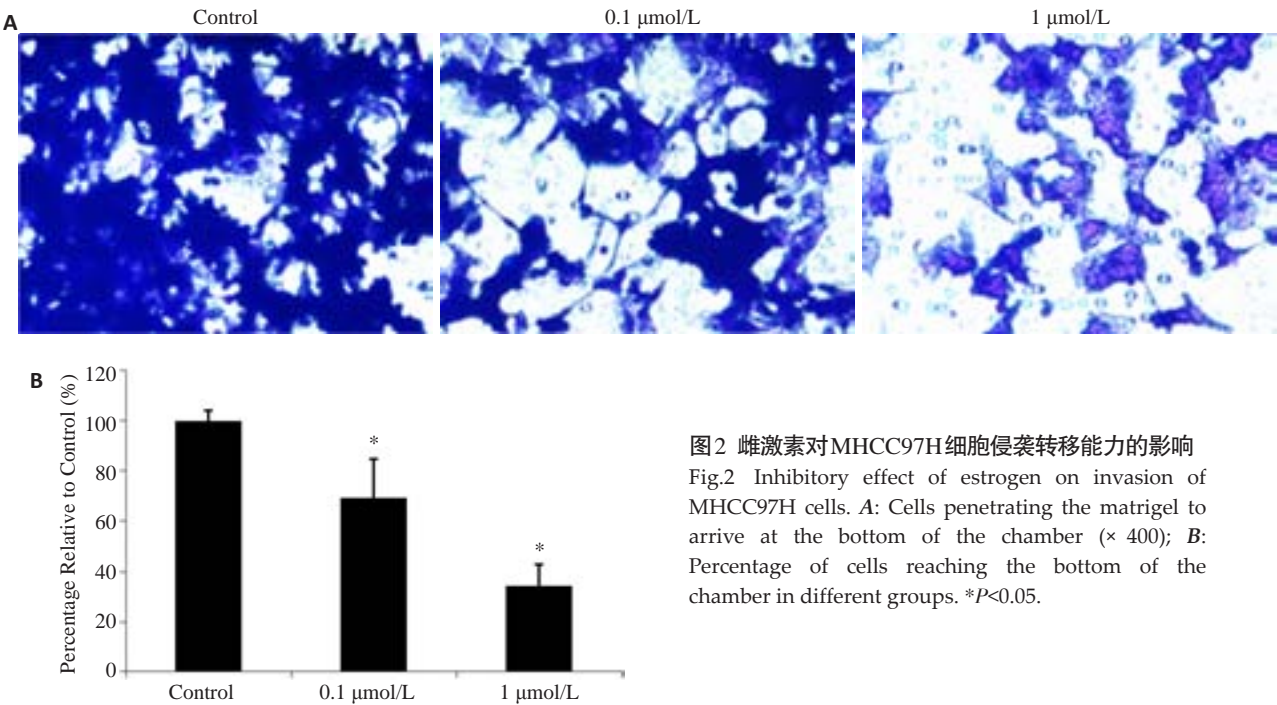 A
Control
0.1 μmol/L
1 μmol/L
B
Percentage Relative to Control (%)
120
100
80
60
40
20
0
*
*
Control
0.1 μmol/L
1 μmol/L
图2 雌激素对MHCC97H细胞侵袭转移能力的影响
Fig.2 Inhibitory effect of estrogen on invasion of
MHCC97H cells. A: Cells penetrating the matrigel to
arrive at the bottom of the chamber (× 400); B:
Percentage of cells reaching the bottom of the
chamber in different groups. *P<0.05.